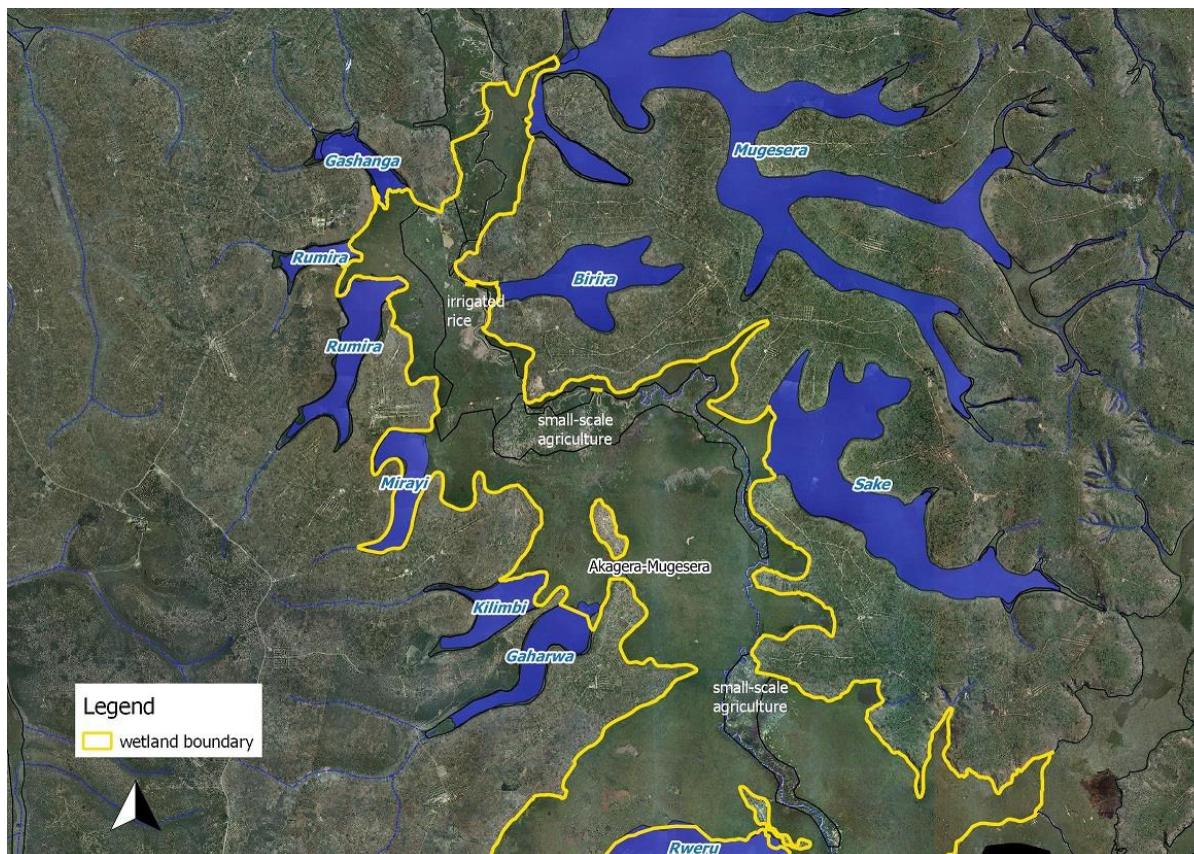 Mugesera
Gashanga
Rumira
Birira
irrigated
rice
Rumira
small-scale
agriculture
Mirayi
Sake
Akagera-Mugesera
Kilimbi
Gaharwa
small-scale
agriculture
Legend
wetland boundary
Rweru